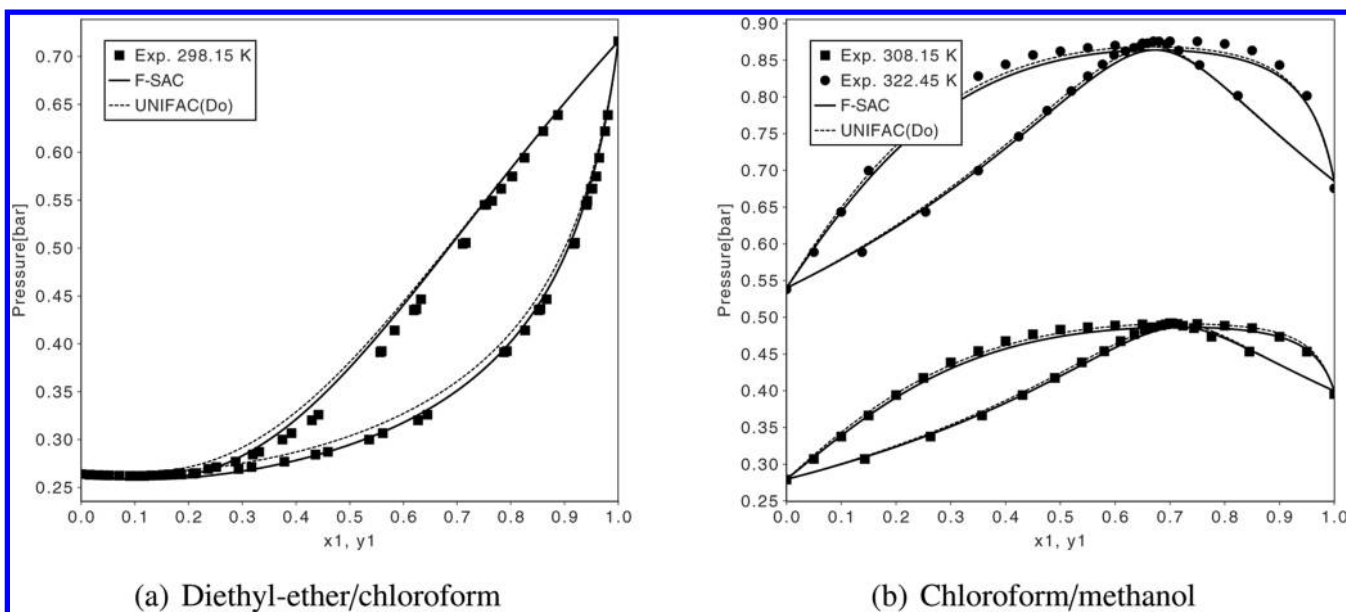 0.70
0.65
0.60
0.55
0.50
0.45
0.40
0.35
0.30
0.25
Pressure[bar]
Exp. 298.15 K
F-SAC
UNIFAC(Do)
0.0 0.1 0.2 0.3 0.4 0.5 0.6 0.7 0.8 0.9 1.0
x1, y1
(a) Diethyl-ether/chloroform
0.90
0.85
0.80
0.75
0.70
0.65
0.60
0.55
0.50
0.45
0.40
0.35
0.30
0.25
Pressure[bar]
Exp. 308.15 K
Exp. 322.45 K
F-SAC
UNIFAC(Do)
0.0 0.1 0.2 0.3 0.4 0.5 0.6 0.7 0.8 0.9 1.0
x1, y1
(b) Chloroform/methanol